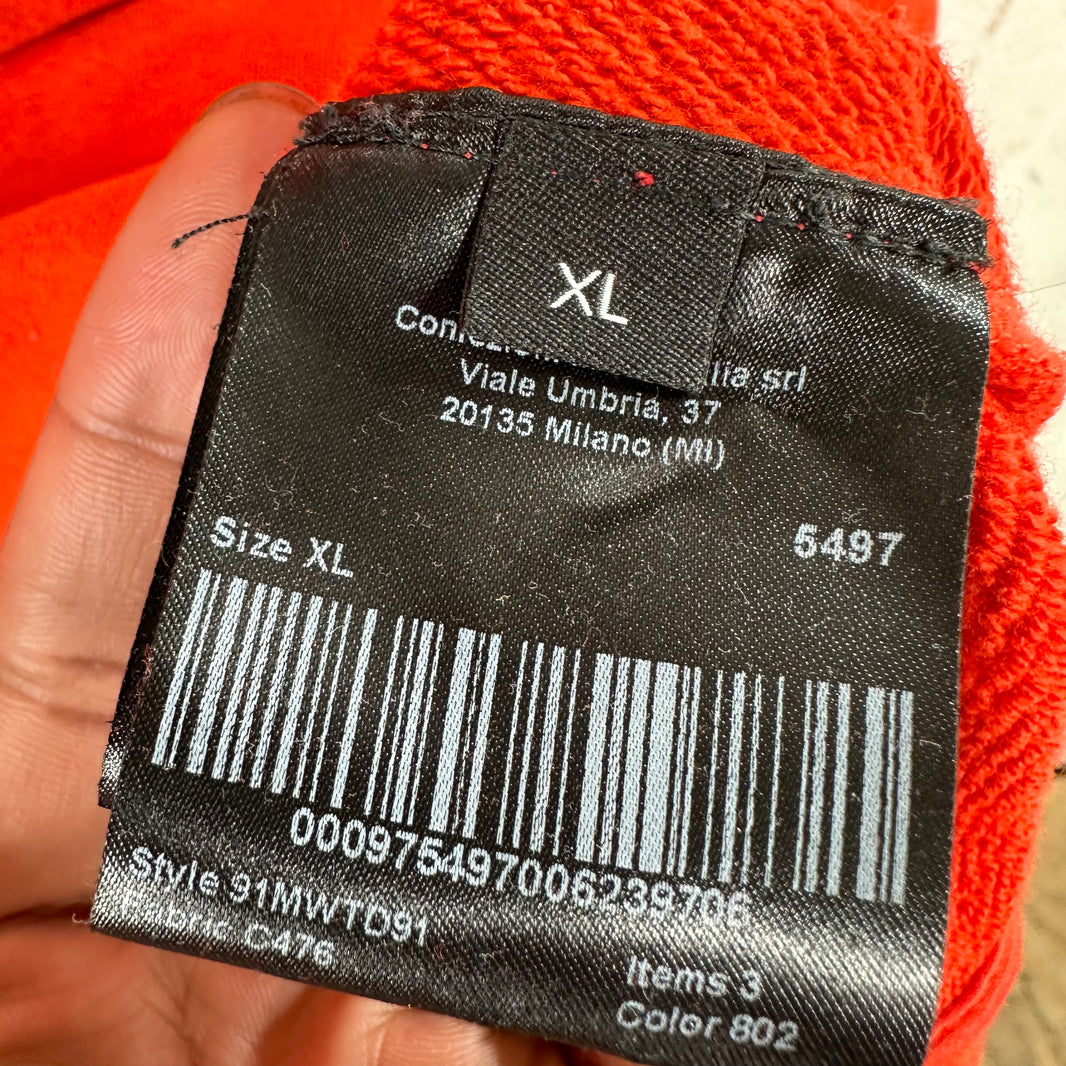 XL
srl
Viale Umbria, 37
20135 Milano (MI)
Size XL 5497
000975497006239706
Style 91MWTD91
Fabric C476
Items 3
Color 802